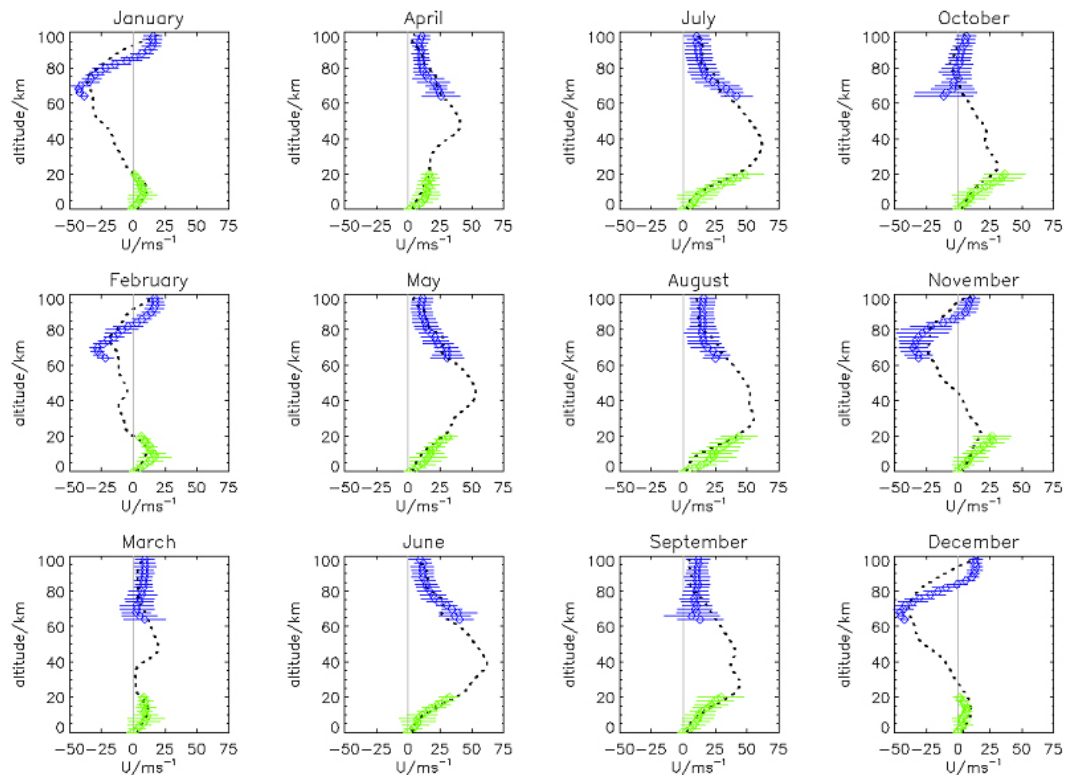 January April July October
100 100 100 100
80 80 80 80
60 60 60 60
40 40 40 40
20 20 20 20
0 0 0 0
altitude/km altitude/km altitude/km altitude/km
−50−25 0 25 50 75 −50−25 0 25 50 75 −50−25 0 25 50 75 −50−25 0 25 50 75
U/ms⁻¹ U/ms⁻¹ U/ms⁻¹ U/ms⁻¹
February May August November
100 100 100 100
80 80 80 80
60 60 60 60
40 40 40 40
20 20 20 20
0 0 0 0
altitude/km altitude/km altitude/km altitude/km
−50−25 0 25 50 75 −50−25 0 25 50 75 −50−25 0 25 50 75 −50−25 0 25 50 75
U/ms⁻¹ U/ms⁻¹ U/ms⁻¹ U/ms⁻¹
March June September December
100 100 100 100
80 80 80 80
60 60 60 60
40 40 40 40
20 20 20 20
0 0 0 0
altitude/km altitude/km altitude/km altitude/km
−50−25 0 25 50 75 −50−25 0 25 50 75 −50−25 0 25 50 75 −50−25 0 25 50 75
U/ms⁻¹ U/ms⁻¹ U/ms⁻¹ U/ms⁻¹